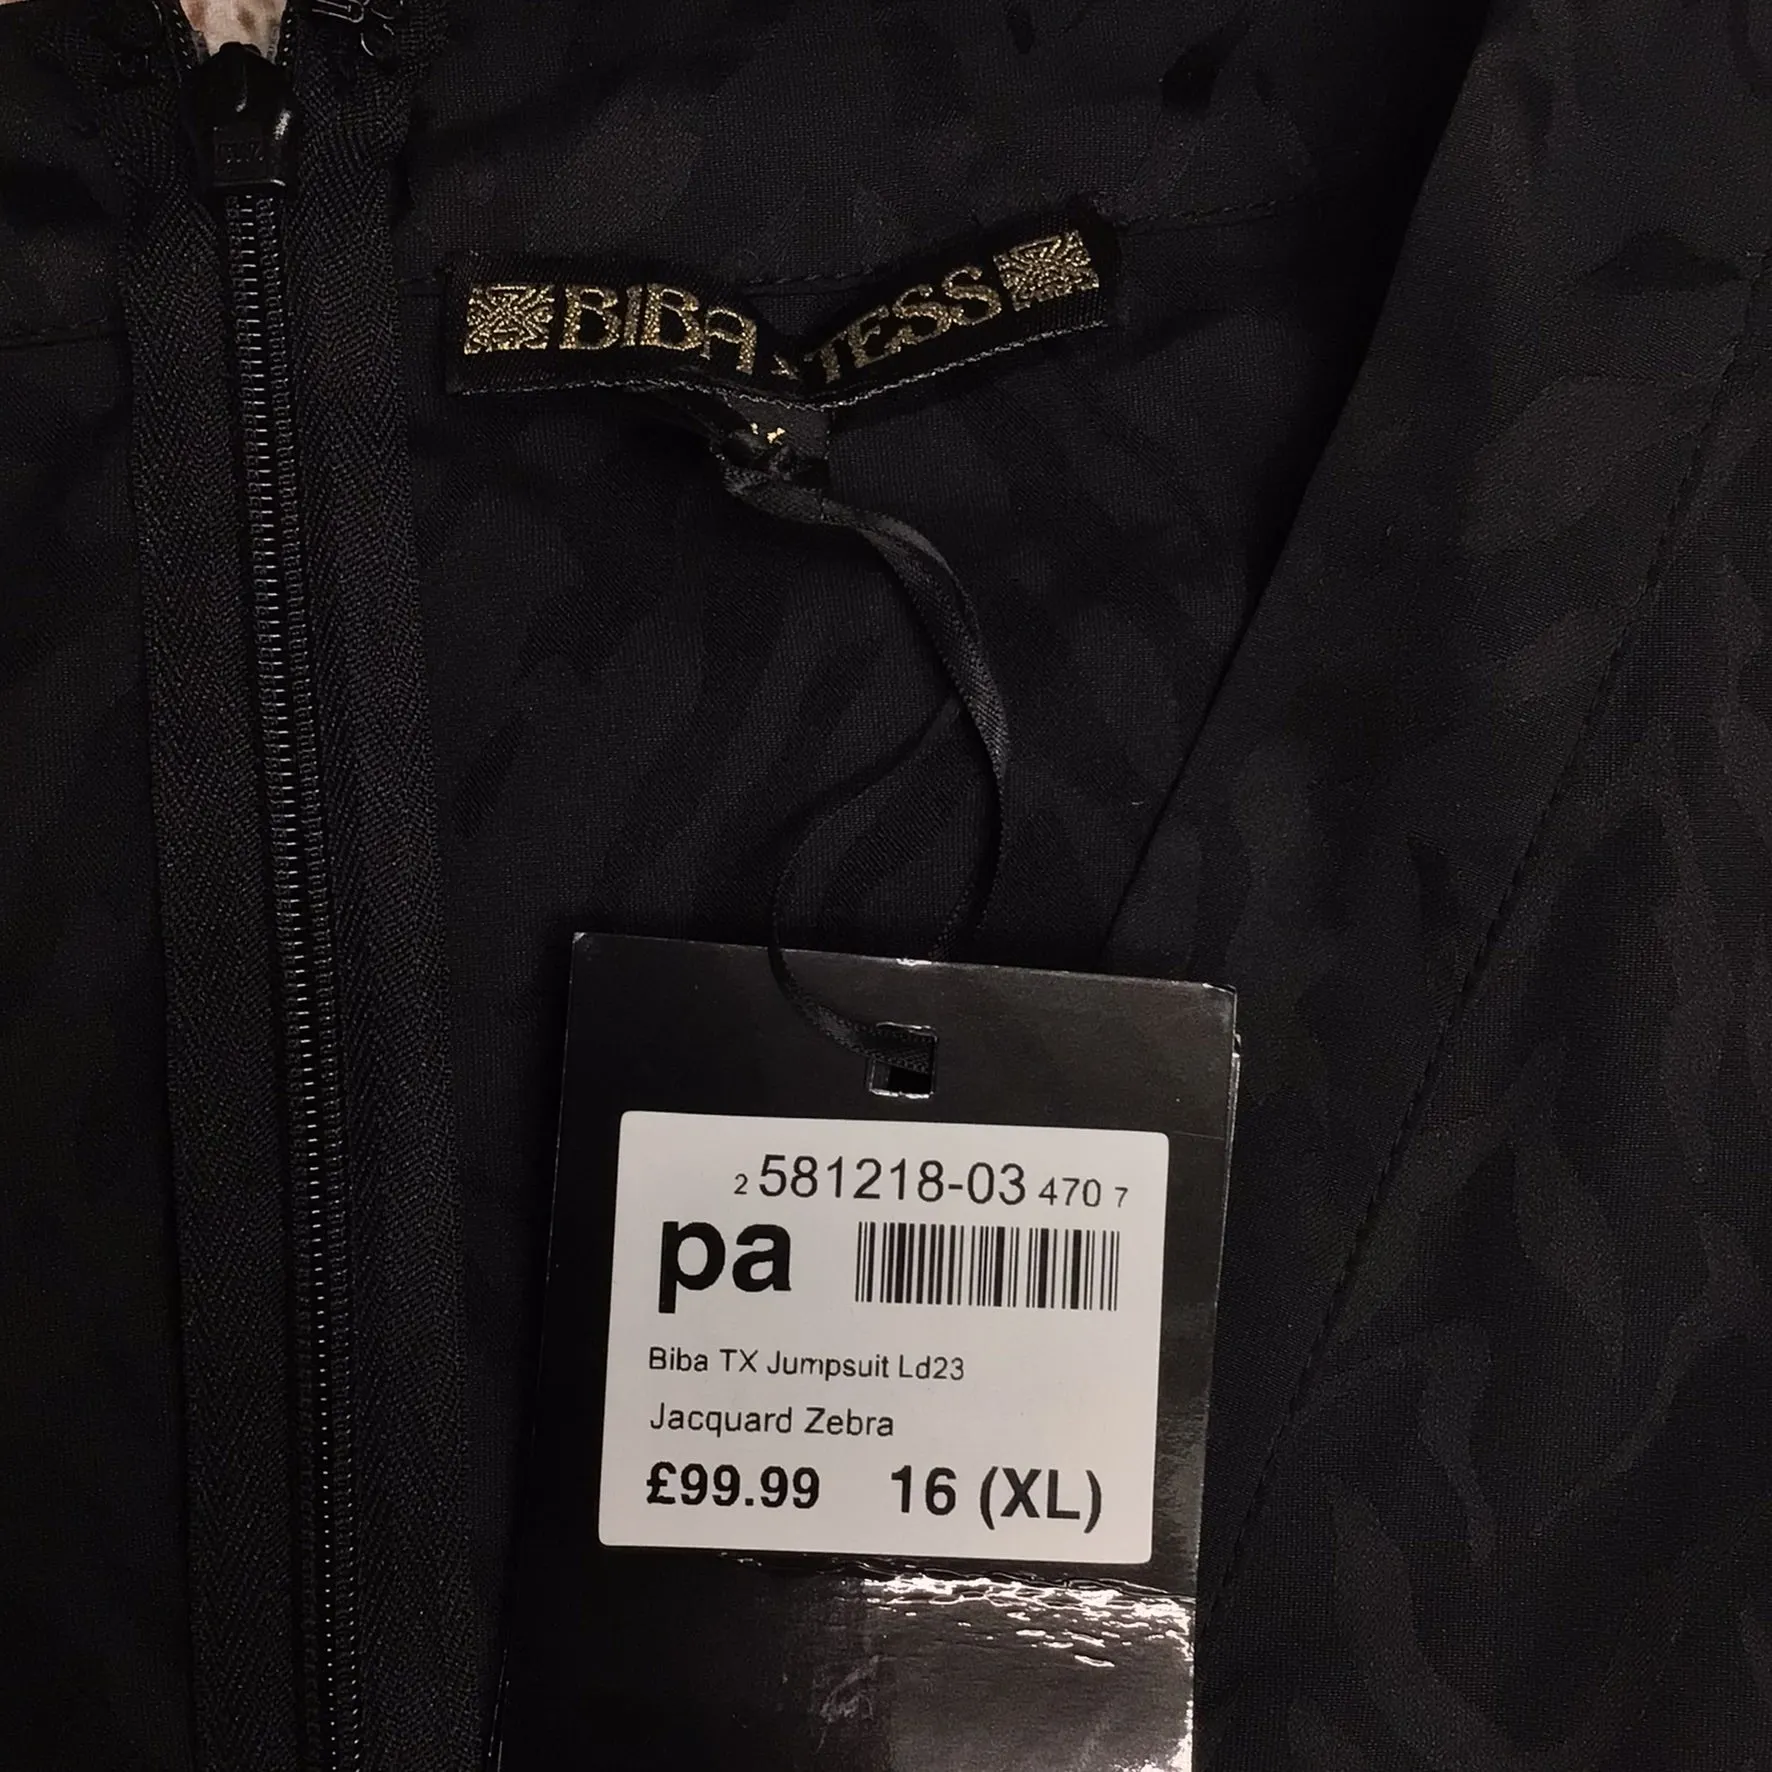 BIBA × TESS
2 581218-03 470 7
pa
Biba TX Jumpsuit Ld23
Jacquard Zebra
£99.99 16 (XL)